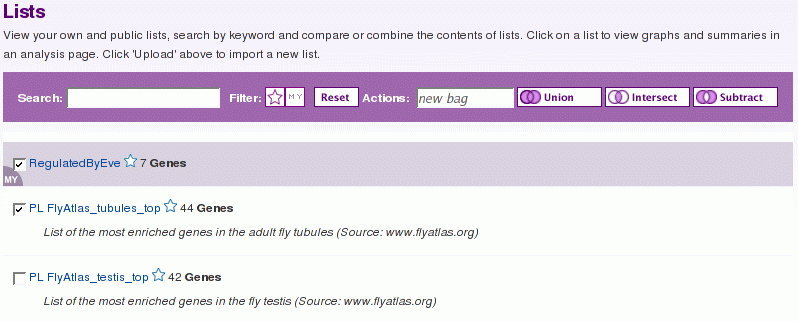 Lists
View your own and public lists, search by keyword and compare or combine the contents of lists. Click on a list to view graphs and summaries in
an analysis page. Click 'Upload' above to import a new list.
Search: Filter: MY Reset Actions: new bag Union Intersect Subtract
RegulatedByEve 7 Genes
MY
PL FlyAtlas_tubules_top 44 Genes
List of the most enriched genes in the adult fly tubules (Source: www.flyatlas.org)
PL FlyAtlas_testis_top 42 Genes
List of the most enriched genes in the fly testis (Source: www.flyatlas.org)